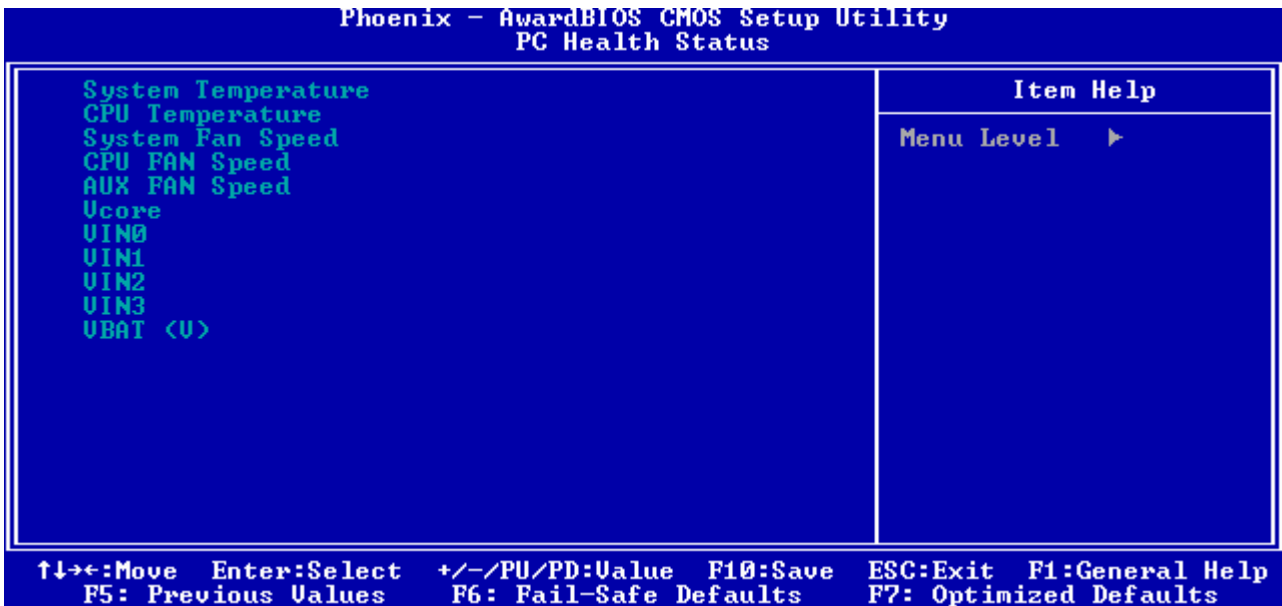 Phoenix - AwardBIOS CMOS Setup Utility
PC Health Status
System Temperature
CPU Temperature
System Fan Speed
CPU FAN Speed
AUX FAN Speed
Vcore
VIN0
VIN1
VIN2
VIN3
VBAT (V)
Item Help
Menu Level ►
↑↓→←:Move Enter:Select +/-/PU/PD:Value F10:Save ESC:Exit F1:General Help
F5: Previous Values F6: Fail-Safe Defaults F7: Optimized Defaults